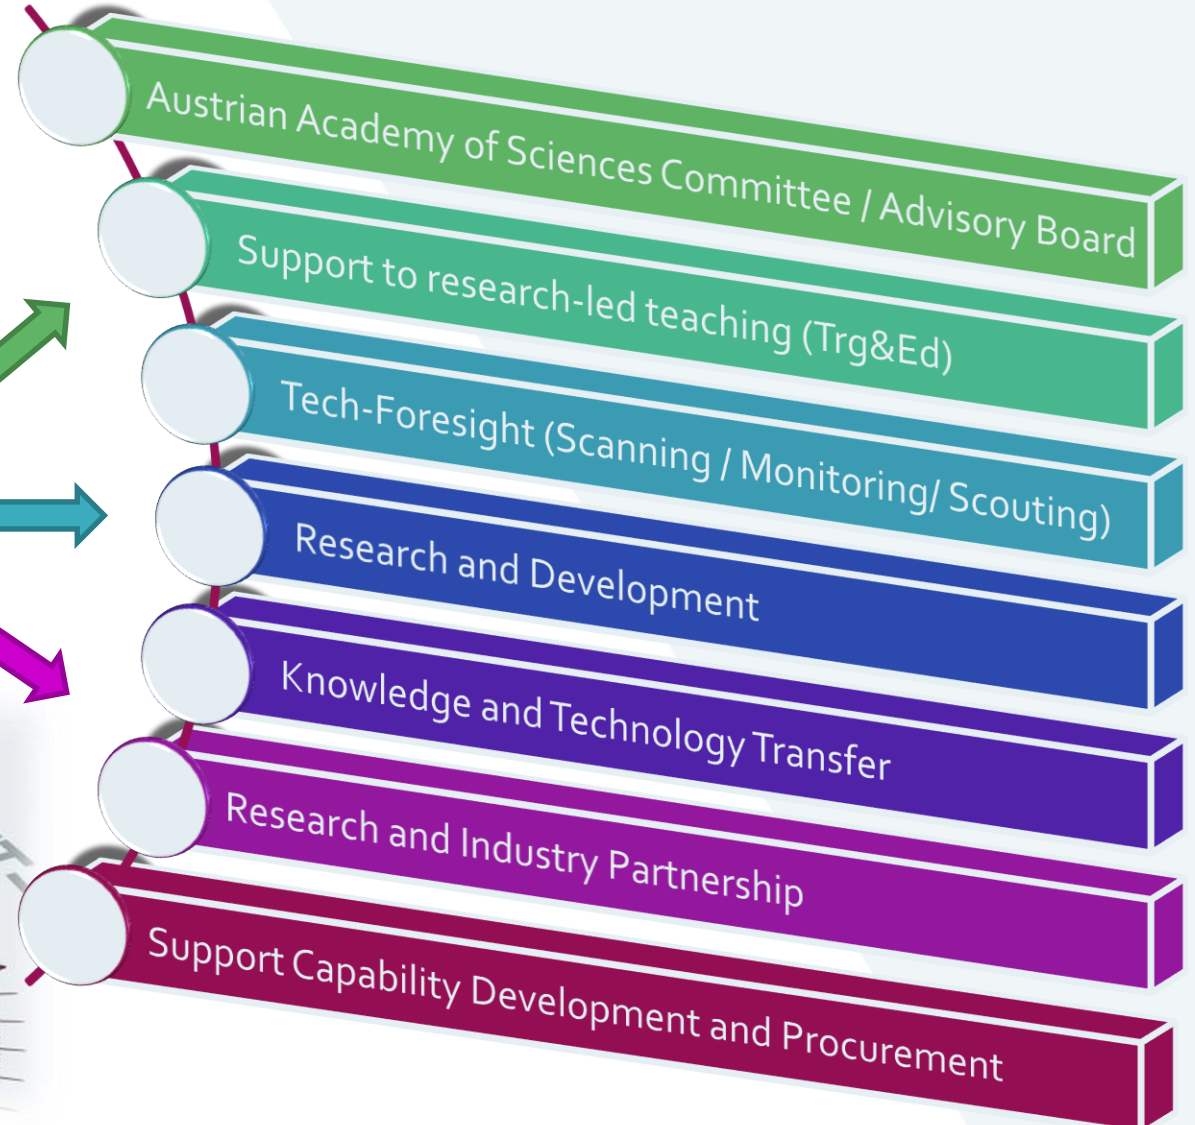 Austrian Academy of Sciences Committee / Advisory Board
Support to research-led teaching (Trg&Ed)
Tech-Foresight (Scanning / Monitoring/ Scouting)
Research and Development
Knowledge and Technology Transfer
Research and Industry Partnership
Support Capability Development and Procurement